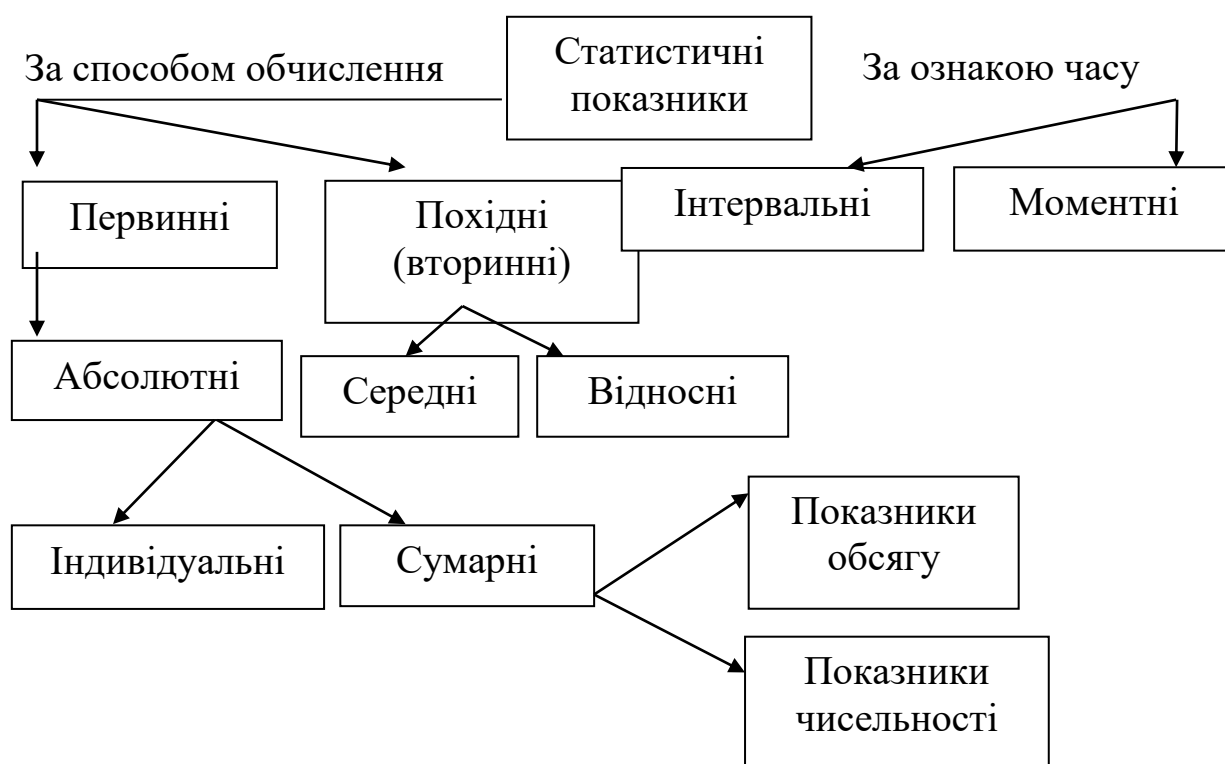 Статистичні
показники
За способом обчислення
За ознакою часу
Первинні
Похідні
(вторинні)
Інтервальні
Моментні
Абсолютні
Середні
Відносні
Індивідуальні
Сумарні
Показники
обсягу
Показники
чисельності